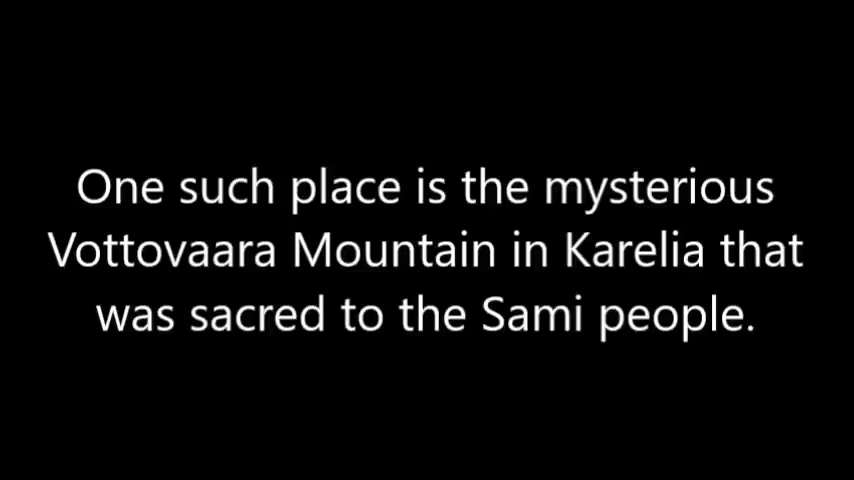 One such place is the mysterious
Vottovaara Mountain in Karelia that
was sacred to the Sami people.